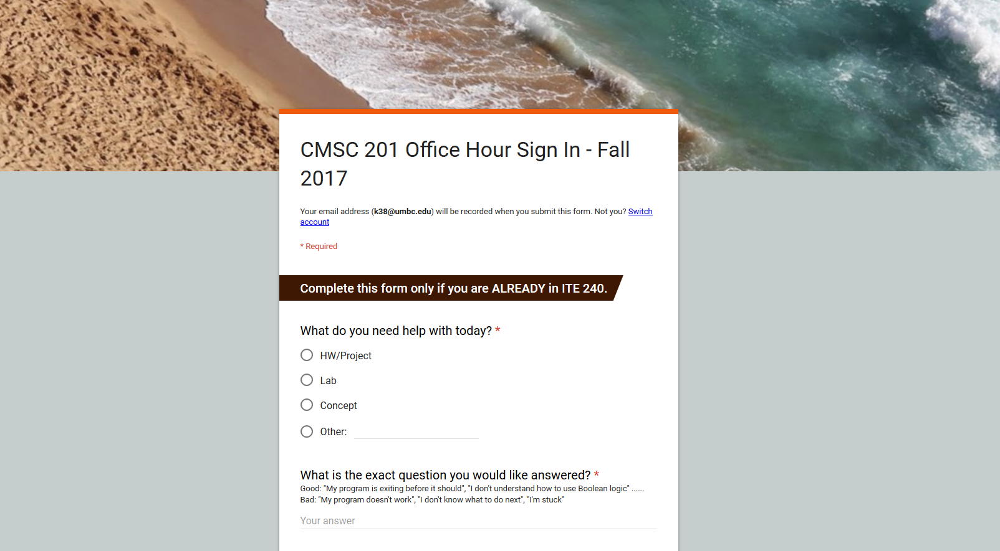 CMSC 201 Office Hour Sign In - Fall
2017
Your email address (k38@umbc.edu) will be recorded when you submit this form. Not you? Switch
account
* Required
Complete this form only if you are ALREADY in ITE 240.
What do you need help with today? *
HW/Project
Lab
Concept
Other:
What is the exact question you would like answered? *
Good: "My program is exiting before it should", "I don't understand how to use Boolean logic" ......
Bad: "My program doesn't work", "I don't know what to do next", "I'm stuck"
Your answer